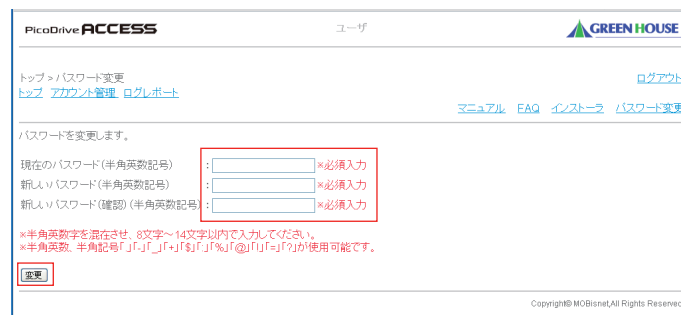 PicoDrive ACCESS ユーザ GREEN HOUSE
トップ > パスワード変更 ログアウト
トップ アカウント管理 ログレポート
マニュアル FAQ インストーラ パスワード変更
パスワードを変更します。
現在のパスワード(半角英数記号) : ※必須入力
新しいパスワード(半角英数記号) : ※必須入力
新しいパスワード(確認)(半角英数記号) : ※必須入力
※半角英数字を混在させ、8文字～14文字以内で入力してください。
※半角英数、半角記号「 」「-」「_」「+」「$」「:」「%」「@」「!」「=」「?」が使用可能です。
変更
Copyright© MOBisnet,All Rights Reserved